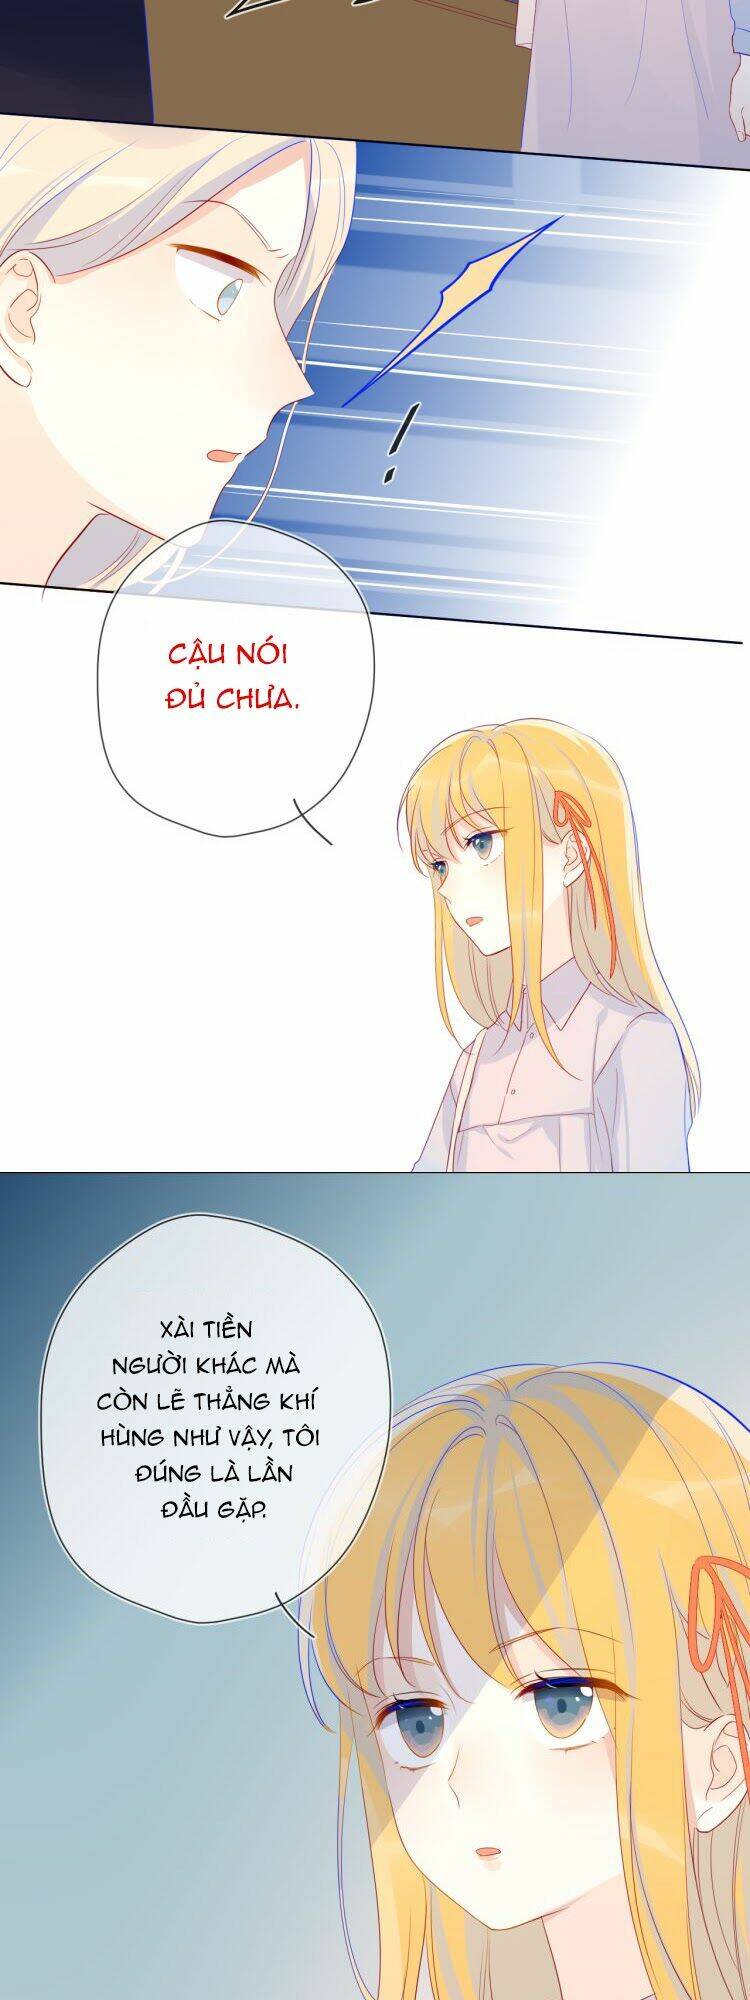 CẬU NÓI
ĐỦ CHƯA.
XÀI TIỀN
NGƯỜI KHÁC MÀ
CÒN LẼ THẲNG KHÍ
HÙNG NHƯ VẬY, TÔI
ĐÚNG LÀ LẦN
ĐẦU GẶP.